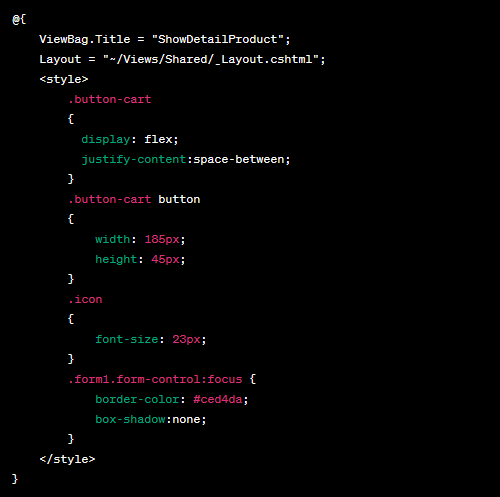 @{
    ViewBag.Title = "ShowDetailProduct";
    Layout = "~/Views/Shared/_Layout.cshtml";
    <style>
        .button-cart
        {
          display: flex;
          justify-content:space-between;
        }
        .button-cart button
        {
            width: 185px;
            height: 45px;
        }
        .icon
        {
            font-size: 23px;
        }
        .form1.form-control:focus {
            border-color: #ced4da;
            box-shadow:none;
        }
    </style>
}